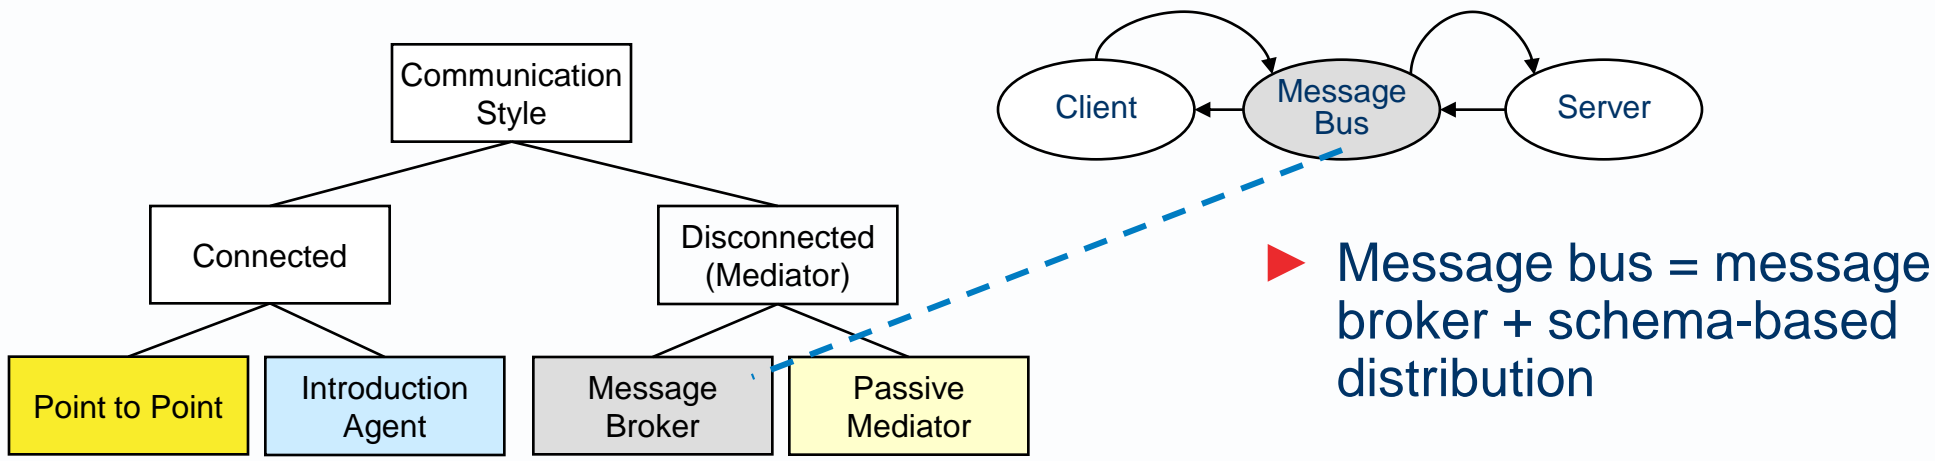 Communication
Style
Connected
Disconnected
(Mediator)
Point to Point
Introduction
Agent
Message
Broker
Passive
Mediator
Client
Message
Bus
Server
Message bus = message
broker + schema-based
distribution